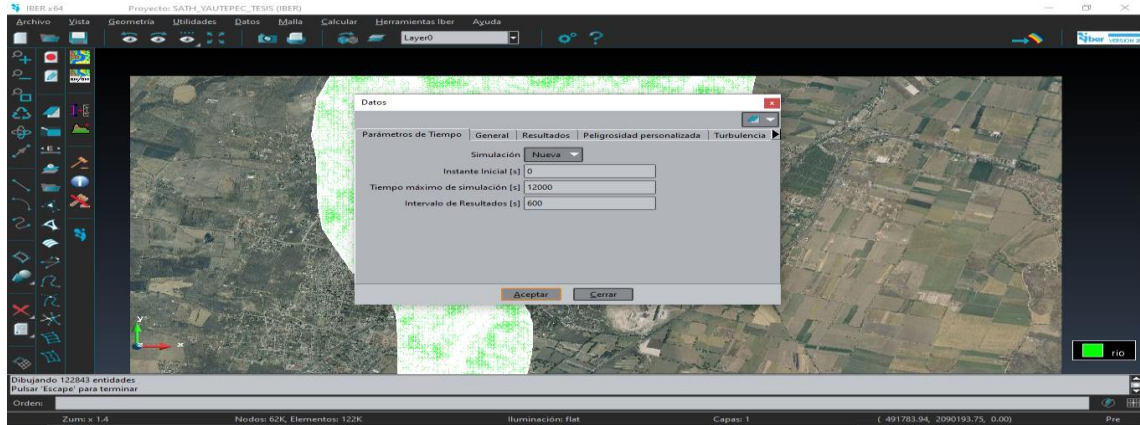 IBER x64 Proyecto: SATH_YAUTEPEC_TESIS (IBER)
Archivo Vista Geometría Utilidades Datos Malla Calcular Herramientas Iber Ayuda
Layer0
Iber VERSION
Datos
Parámetros de Tiempo General Resultados Peligrosidad personalizada Turbulencia
Simulación Nueva
Instante Inicial [s] 0
Tiempo máximo de simulación [s] 12000
Intervalo de Resultados [s] 600
Aceptar Cerrar
y
x
rio
Dibujando 122843 entidades
Pulsar 'Escape' para terminar
Orden:
Zum: x 1.4 Nodos: 62K, Elementos: 122K Iluminación: flat Capas: 1 ( 491783.94, 2090193.75, 0.00) Pre